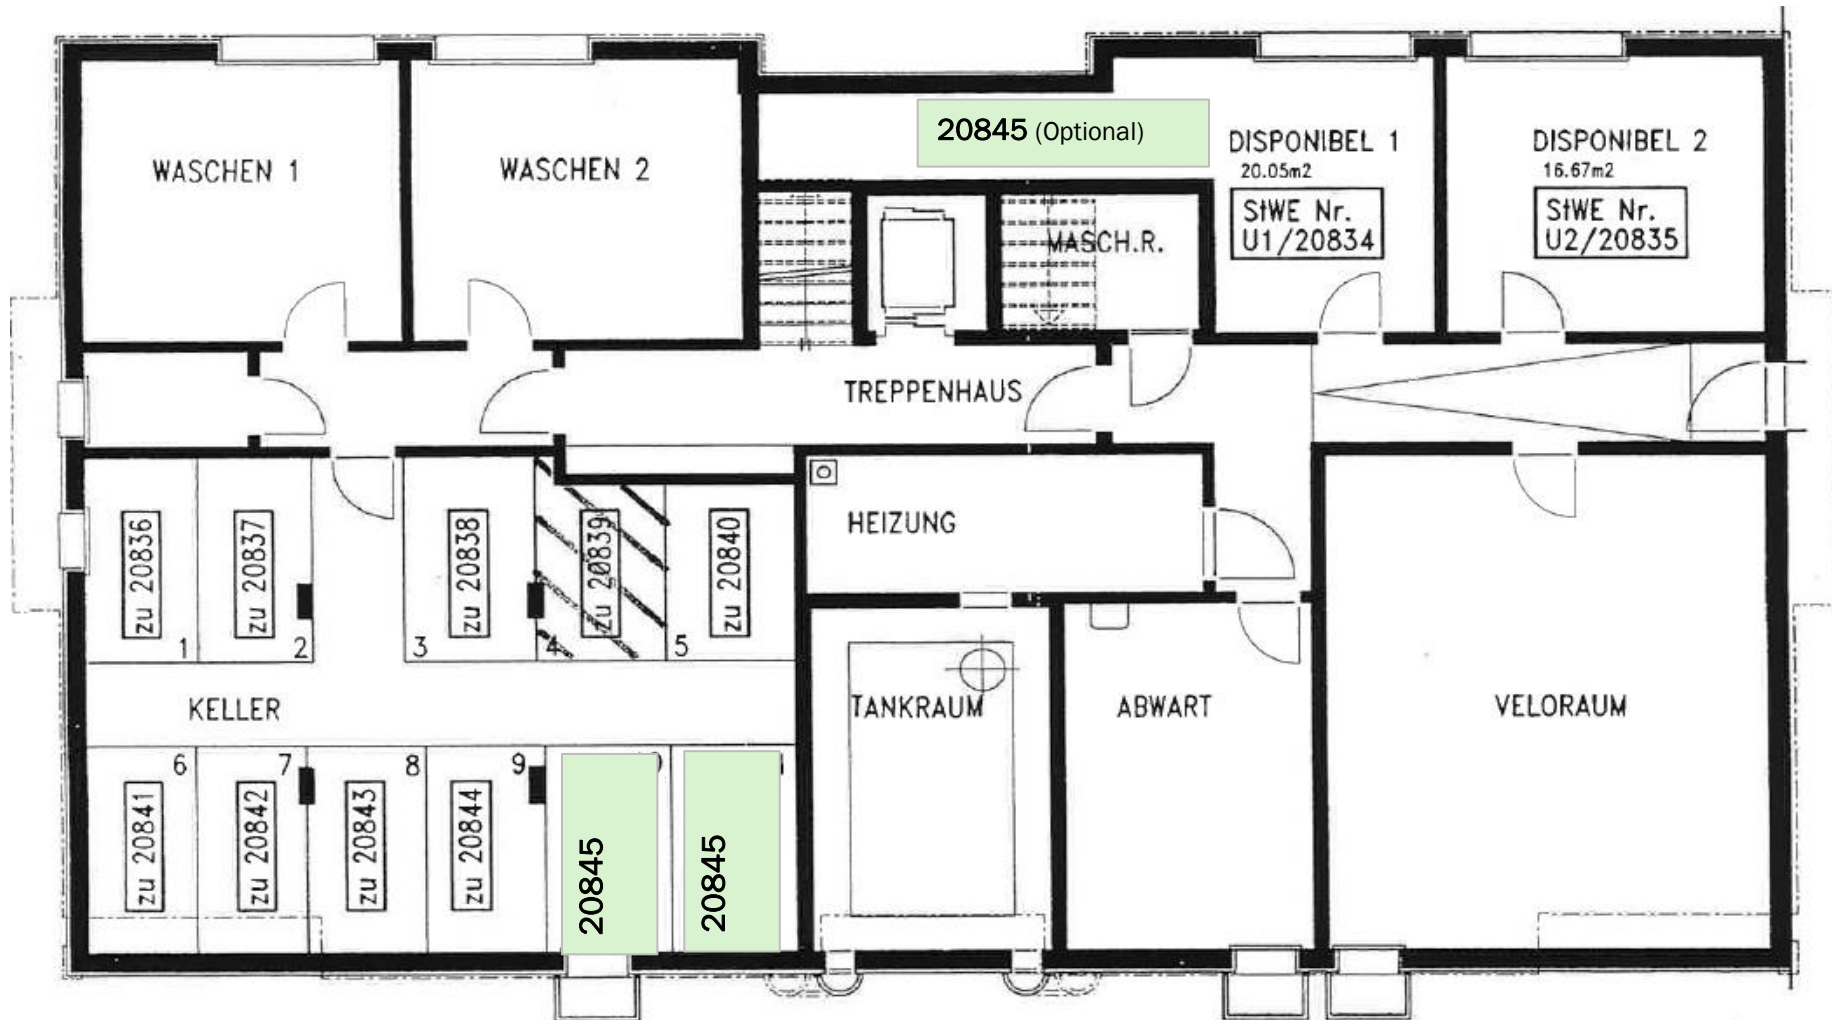 20845 (Optional)
WASCHEN 1
WASCHEN 2
DISPONIBEL 1
20.05m2
StWE Nr.
U1/20834
DISPONIBEL 2
16.67m2
StWE Nr.
U2/20835
MASCH.R.
TREPPENHAUS
HEIZUNG
zu 20836
1
zu 20837
2
zu 20838
3
zu 20839
4
zu 20840
5
KELLER
TANKRAUM
ABWART
VELORAUM
6
zu 20841
7
zu 20842
8
zu 20843
9
zu 20844
20845
20845